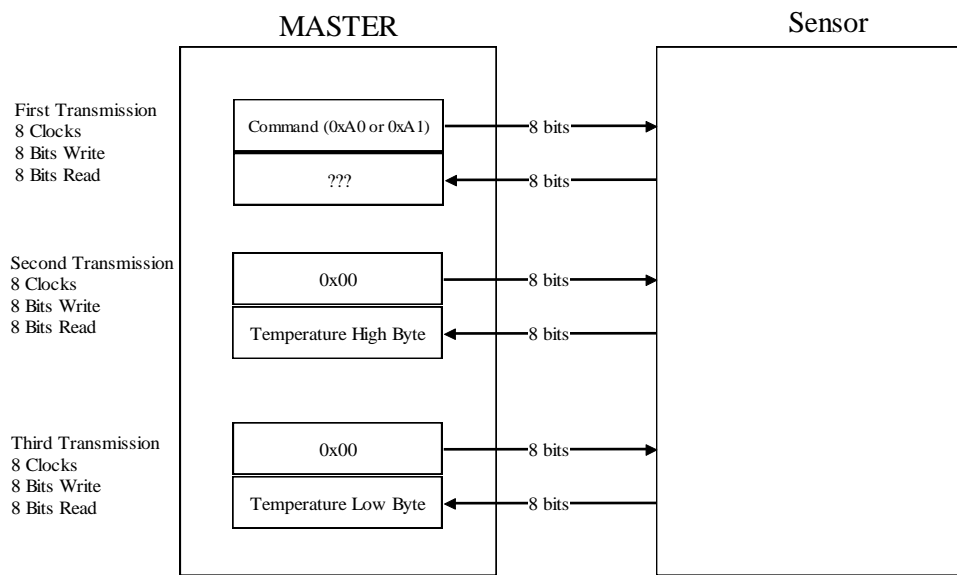 MASTER
Sensor
First Transmission
8 Clocks
8 Bits Write
8 Bits Read
Command (0xA0 or 0xA1)
8 bits
???
8 bits
Second Transmission
8 Clocks
8 Bits Write
8 Bits Read
0x00
8 bits
Temperature High Byte
8 bits
Third Transmission
8 Clocks
8 Bits Write
8 Bits Read
0x00
8 bits
Temperature Low Byte
8 bits